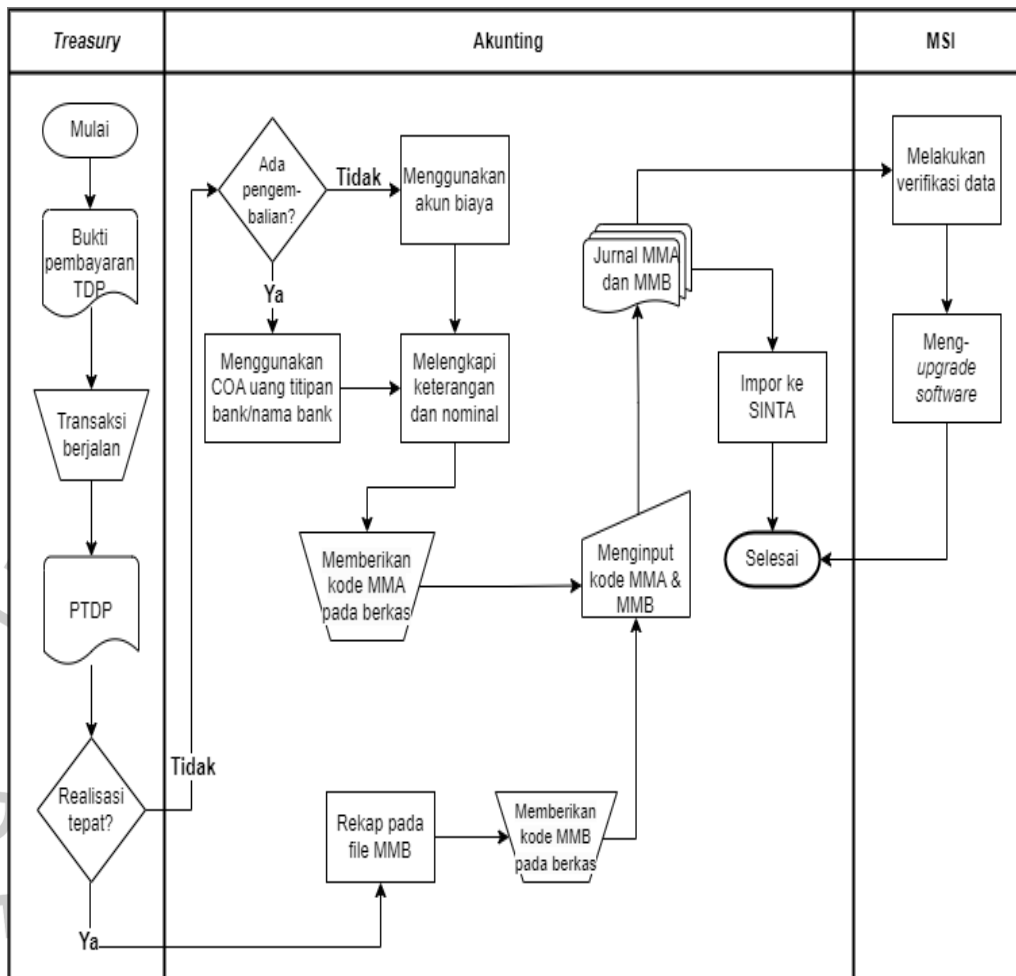 Treasury
Akunting
MSI
Mulai
Bukti
pembayaran
TDP
Transaksi
berjalan
PTDP
Realisasi
tepat?
Tidak
Ya
Ada
pengem-
balian?
Tidak
Ya
Menggunakan
akun biaya
Menggunakan
COA uang titipan
bank/nama bank
Melengkapi
keterangan
dan nominal
Memberikan
kode MMA
pada berkas
Rekap pada
file MMB
Memberikan
kode MMB
pada berkas
Menginput
kode MMA &
MMB
Jurnal MMA
dan MMB
Impor ke
SINTA
Selesai
Melakukan
verifikasi data
Meng-
upgrade
software